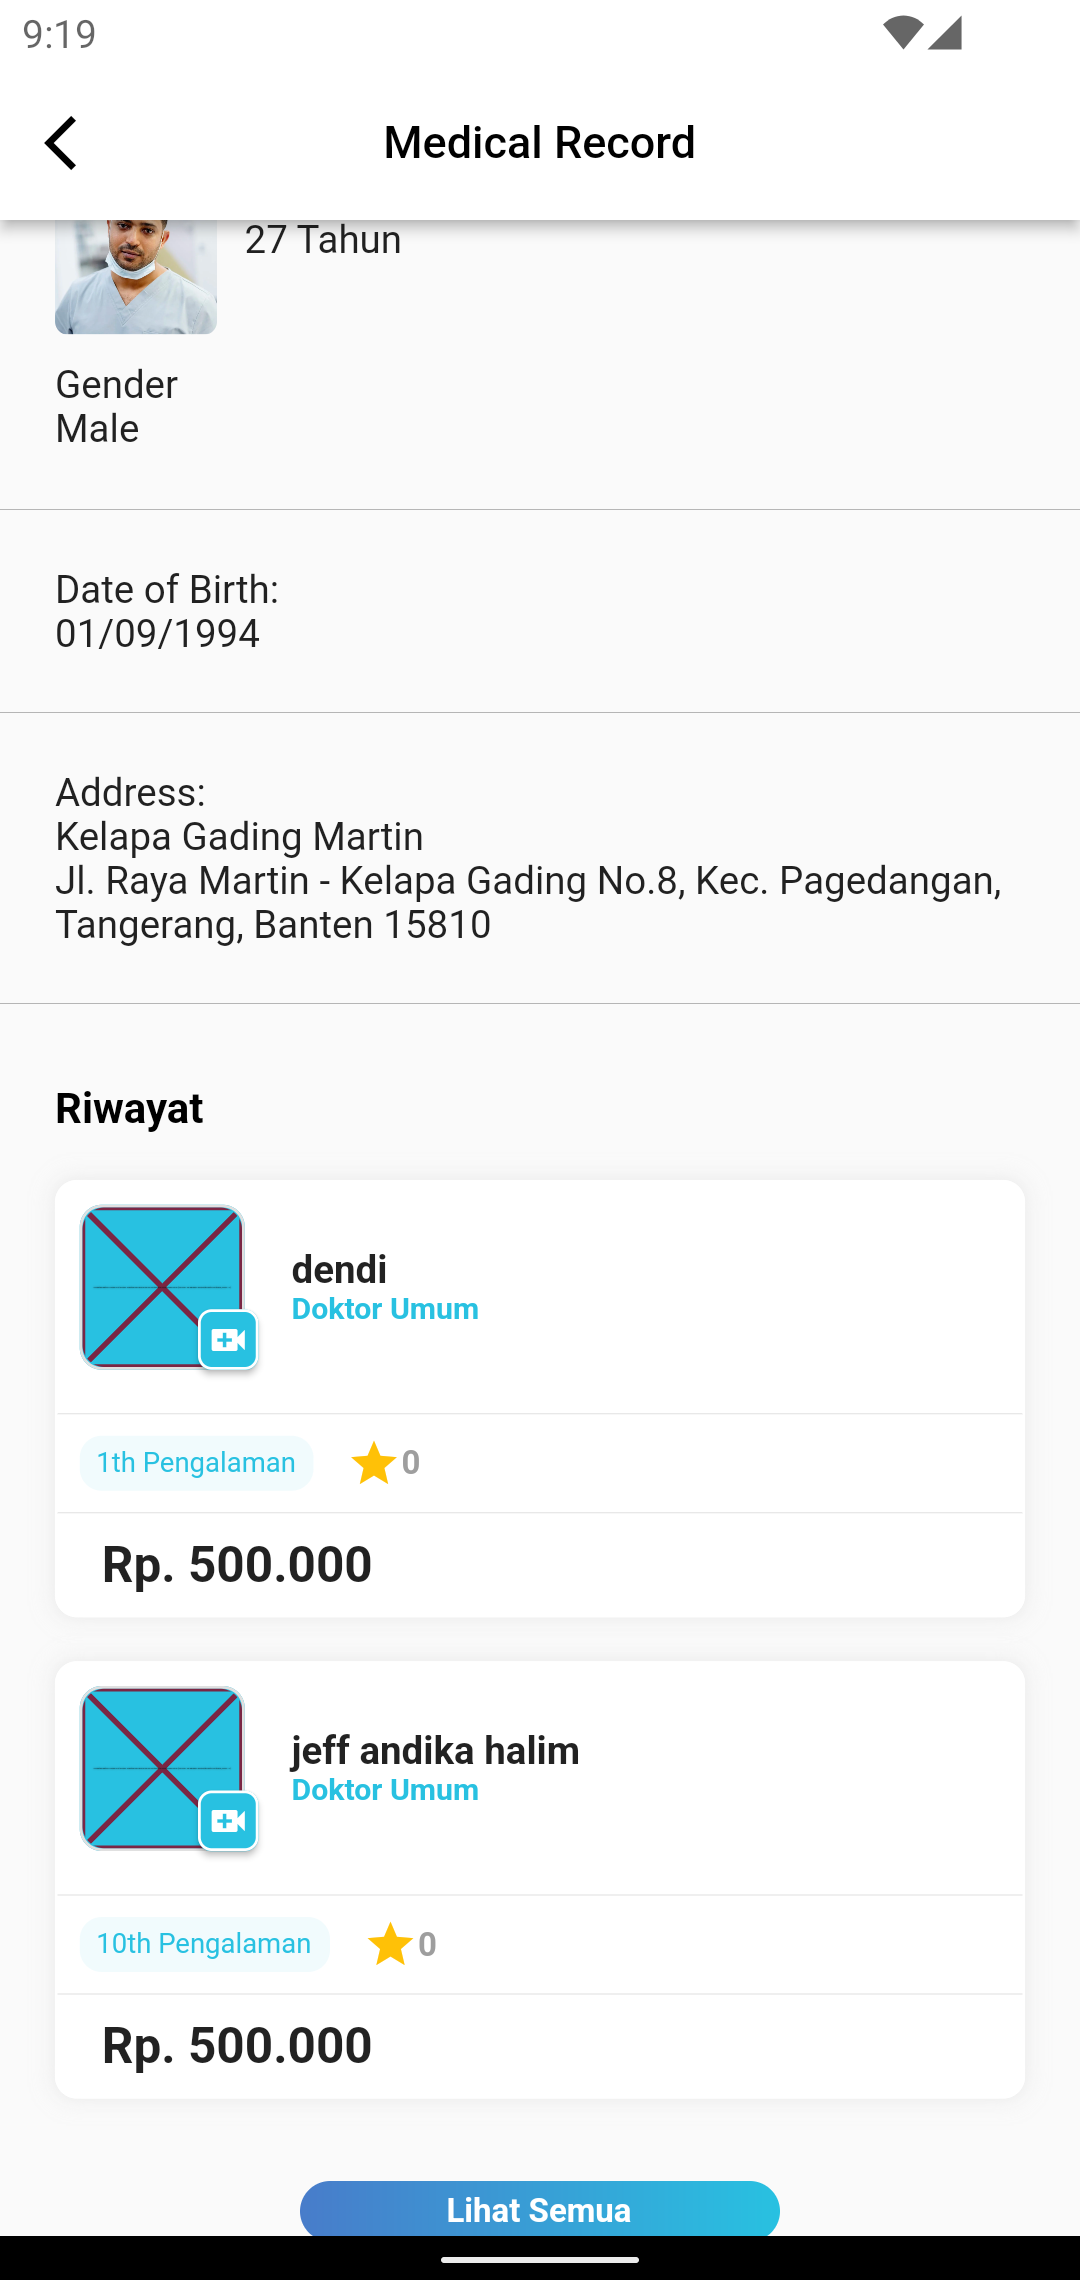 9:19
Medical Record
27 Tahun
Gender
Male
Date of Birth:
01/09/1994
Address:
Kelapa Gading Martin
Jl. Raya Martin - Kelapa Gading No.8, Kec. Pagedangan,
Tangerang, Banten 15810
Riwayat
dendi
Doktor Umum
1th Pengalaman
0
Rp. 500.000
jeff andika halim
Doktor Umum
10th Pengalaman
0
Rp. 500.000
Lihat Semua